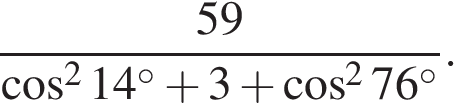 59
cos² 14° + 3 + cos² 76°.